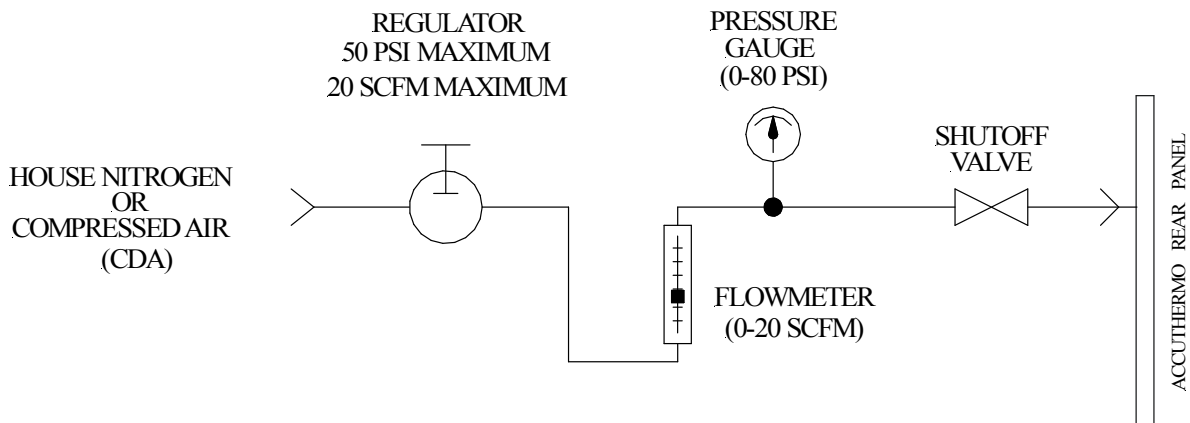 REGULATOR
50 PSI MAXIMUM
20 SCFM MAXIMUM
PRESSURE
GAUGE
(0-80 PSI)
SHUTOFF
VALVE
HOUSE NITROGEN
OR
COMPRESSED AIR
(CDA)
FLOWMETER
(0-20 SCFM)
ACCUTHERMO REAR PANEL